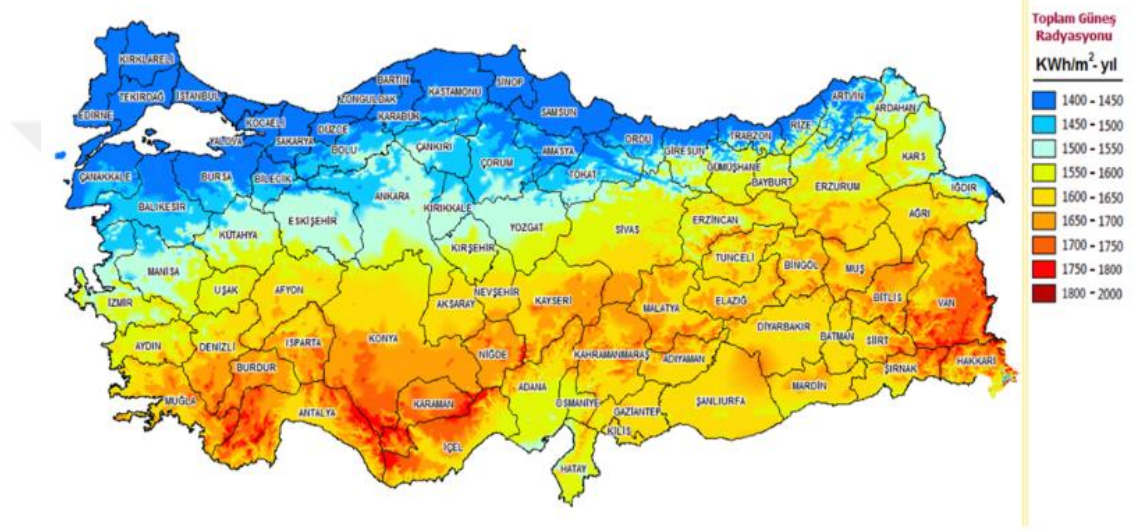 Toplam Güneş
Radyasyonu
KWh/m²- yıl
1400 - 1450
1450 - 1500
1500 - 1550
1550 - 1600
1600 - 1650
1650 - 1700
1700 - 1750
1750 - 1800
1800 - 2000
KIRKLARELİ
TEKİRDAĞ
İSTANBUL
EDİRNE
KOCAELİ
YALOVA
SAKARYA
DÜZCE
ZONGULDAK
BARTIN
KARABÜK
KASTAMONU
SİNOP
SAMSUN
ORDU
GİRESUN
TRABZON
RİZE
ARTVİN
ARDAHAN
ÇANAKKALE
BALIKESİR
BURSA
BİLECİK
BOLU
ÇANKIRI
ÇORUM
AMASYA
TOKAT
GÜMÜŞHANE
BAYBURT
ERZURUM
KARS
IĞDIR
KÜTAHYA
ESKİŞEHİR
ANKARA
KIRIKKALE
YOZGAT
SİVAS
ERZİNCAN
AĞRI
MANİSA
UŞAK
AFYON
KIRŞEHİR
NEVŞEHİR
AKSARAY
KAYSERİ
MALATYA
TUNCELİ
ELAZIĞ
BİNGÖL
MUŞ
BİTLİS
VAN
İZMİR
AYDIN
DENİZLİ
ISPARTA
BURDUR
KONYA
NİĞDE
KAHRAMANMARAŞ
ADIYAMAN
DİYARBAKIR
BATMAN
SİİRT
ŞIRNAK
HAKKARİ
MUĞLA
ANTALYA
KARAMAN
İÇEL
ADANA
OSMANİYE
GAZİANTEP
KİLİS
ŞANLIURFA
MARDİN
HATAY